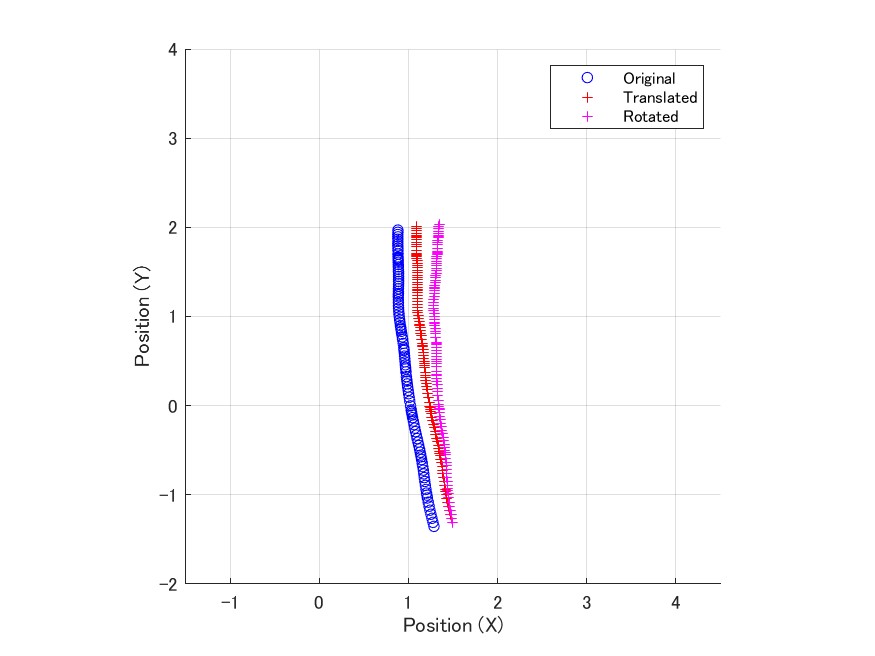 4
3
2
1
0
−1
−2
−1
0
1
2
3
4
Position (X)
Position (Y)
Original
Translated
Rotated